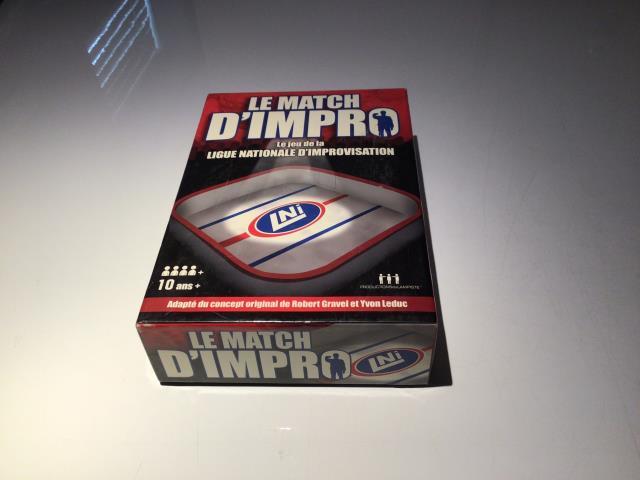 LE MATCH
D'IMPRO
Le jeu de la
LIGUE NATIONALE D'IMPROVISATION
LNi
+
10 ans +
PRODUCTIONSduLAMPISTE
Adapté du concept original de Robert Gravel et Yvon Leduc
LE MATCH
D'IMPRO
LNi